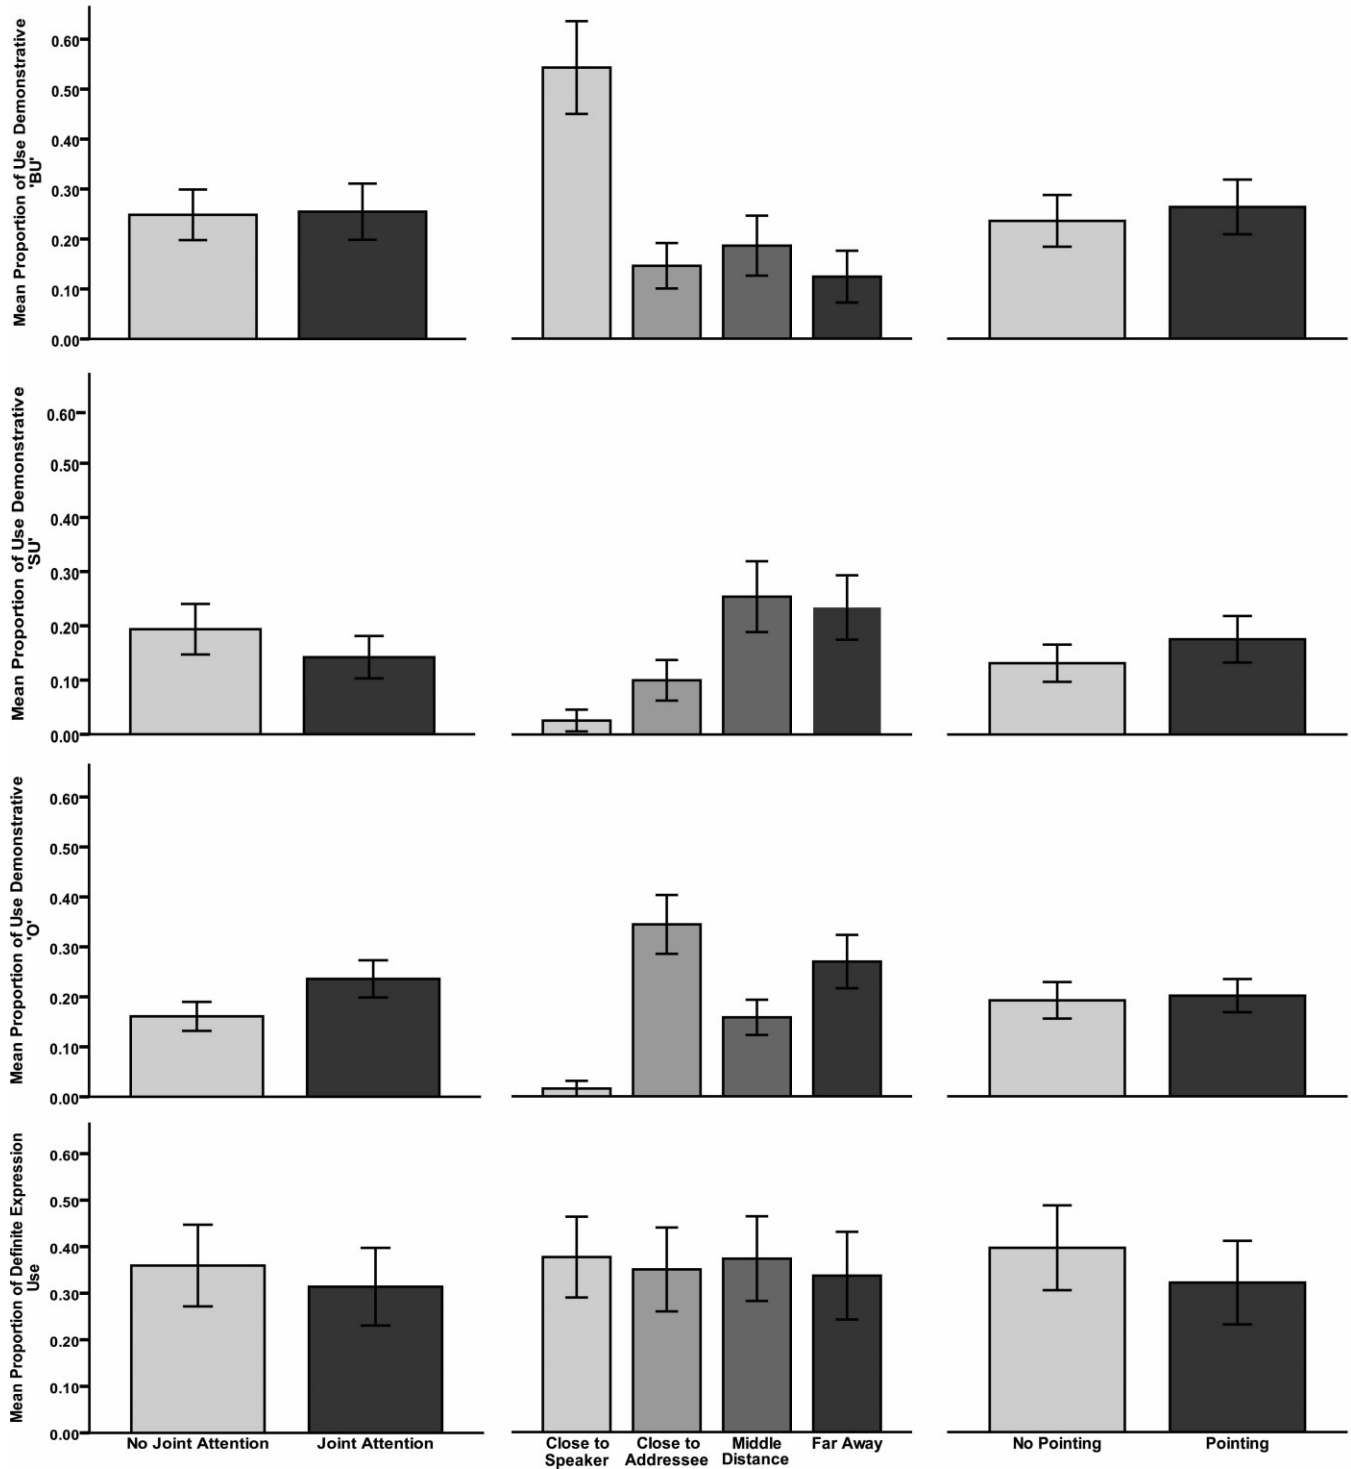 Mean Proportion of Use Demonstrative
'BU'
0.60
0.50
0.40
0.30
0.20
0.10
0.00
Mean Proportion of Use Demonstrative
'SU'
0.60
0.50
0.40
0.30
0.20
0.10
0.00
Mean Proportion of Use Demonstrative
'O'
0.60
0.50
0.40
0.30
0.20
0.10
0.00
Mean Proportion of Definite Expression
Use
0.60
0.50
0.40
0.30
0.20
0.10
0.00
No Joint Attention
Joint Attention
Close to
Speaker
Close to
Addressee
Middle
Distance
Far Away
No Pointing
Pointing